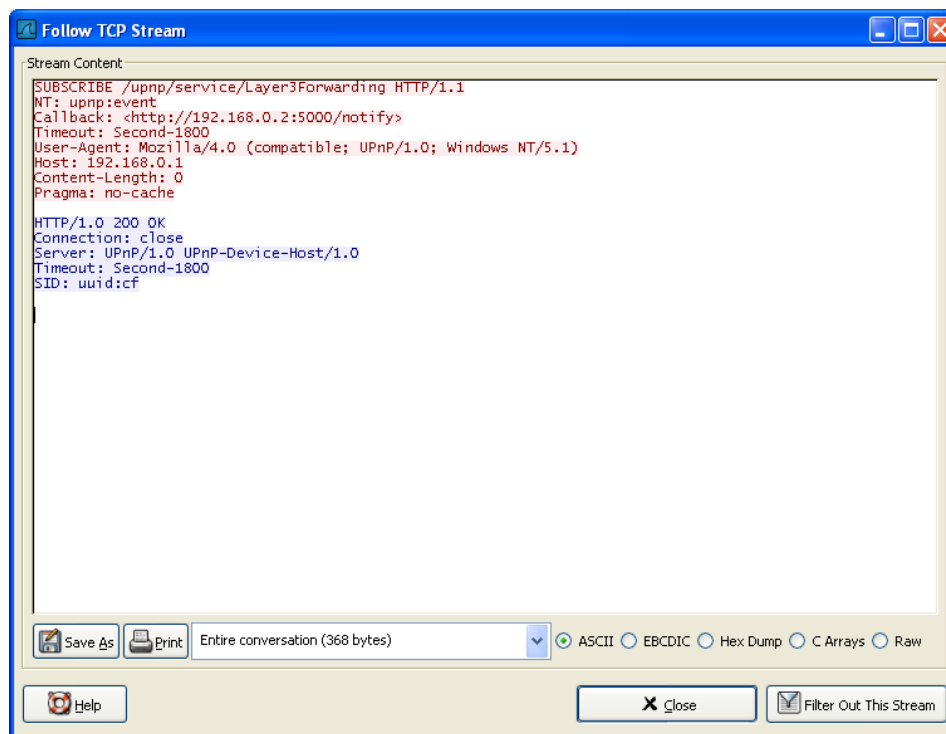 Follow TCP Stream
Stream Content
SUBSCRIBE /upnp/service/Layer3Forwarding HTTP/1.1
NT: upnp:event
Callback: <http://192.168.0.2:5000/notify>
Timeout: Second-1800
User-Agent: Mozilla/4.0 (compatible; UPnP/1.0; Windows NT/5.1)
Host: 192.168.0.1
Content-Length: 0
Pragma: no-cache
HTTP/1.0 200 OK
Connection: close
Server: UPnP/1.0 UPnP-Device-Host/1.0
Timeout: Second-1800
SID: uuid:cf
Save As Print Entire conversation (368 bytes) ASCII EBCDIC Hex Dump C Arrays Raw
Help Close Filter Out This Stream